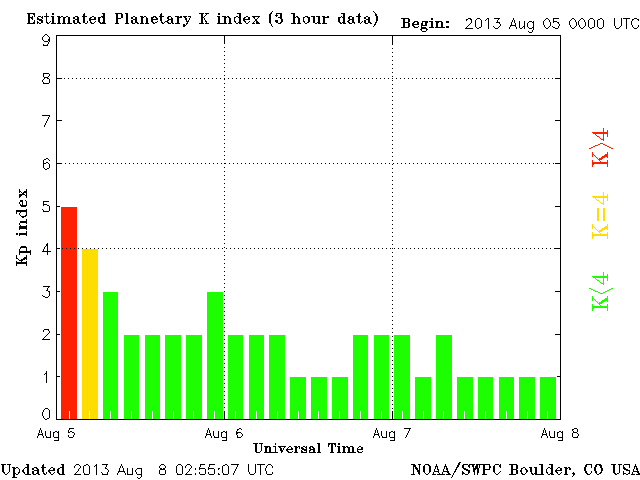 Estimated Planetary K index (3 hour data) Begin: 2013 Aug 05 0000 UTC
9
8
7
6
5
4
3
2
1
0
Kp index
K>4
K=4
K<4
Aug 5 Aug 6 Aug 7 Aug 8
Universal Time
Updated 2013 Aug 8 02:55:07 UTC NOAA/SWPC Boulder, CO USA